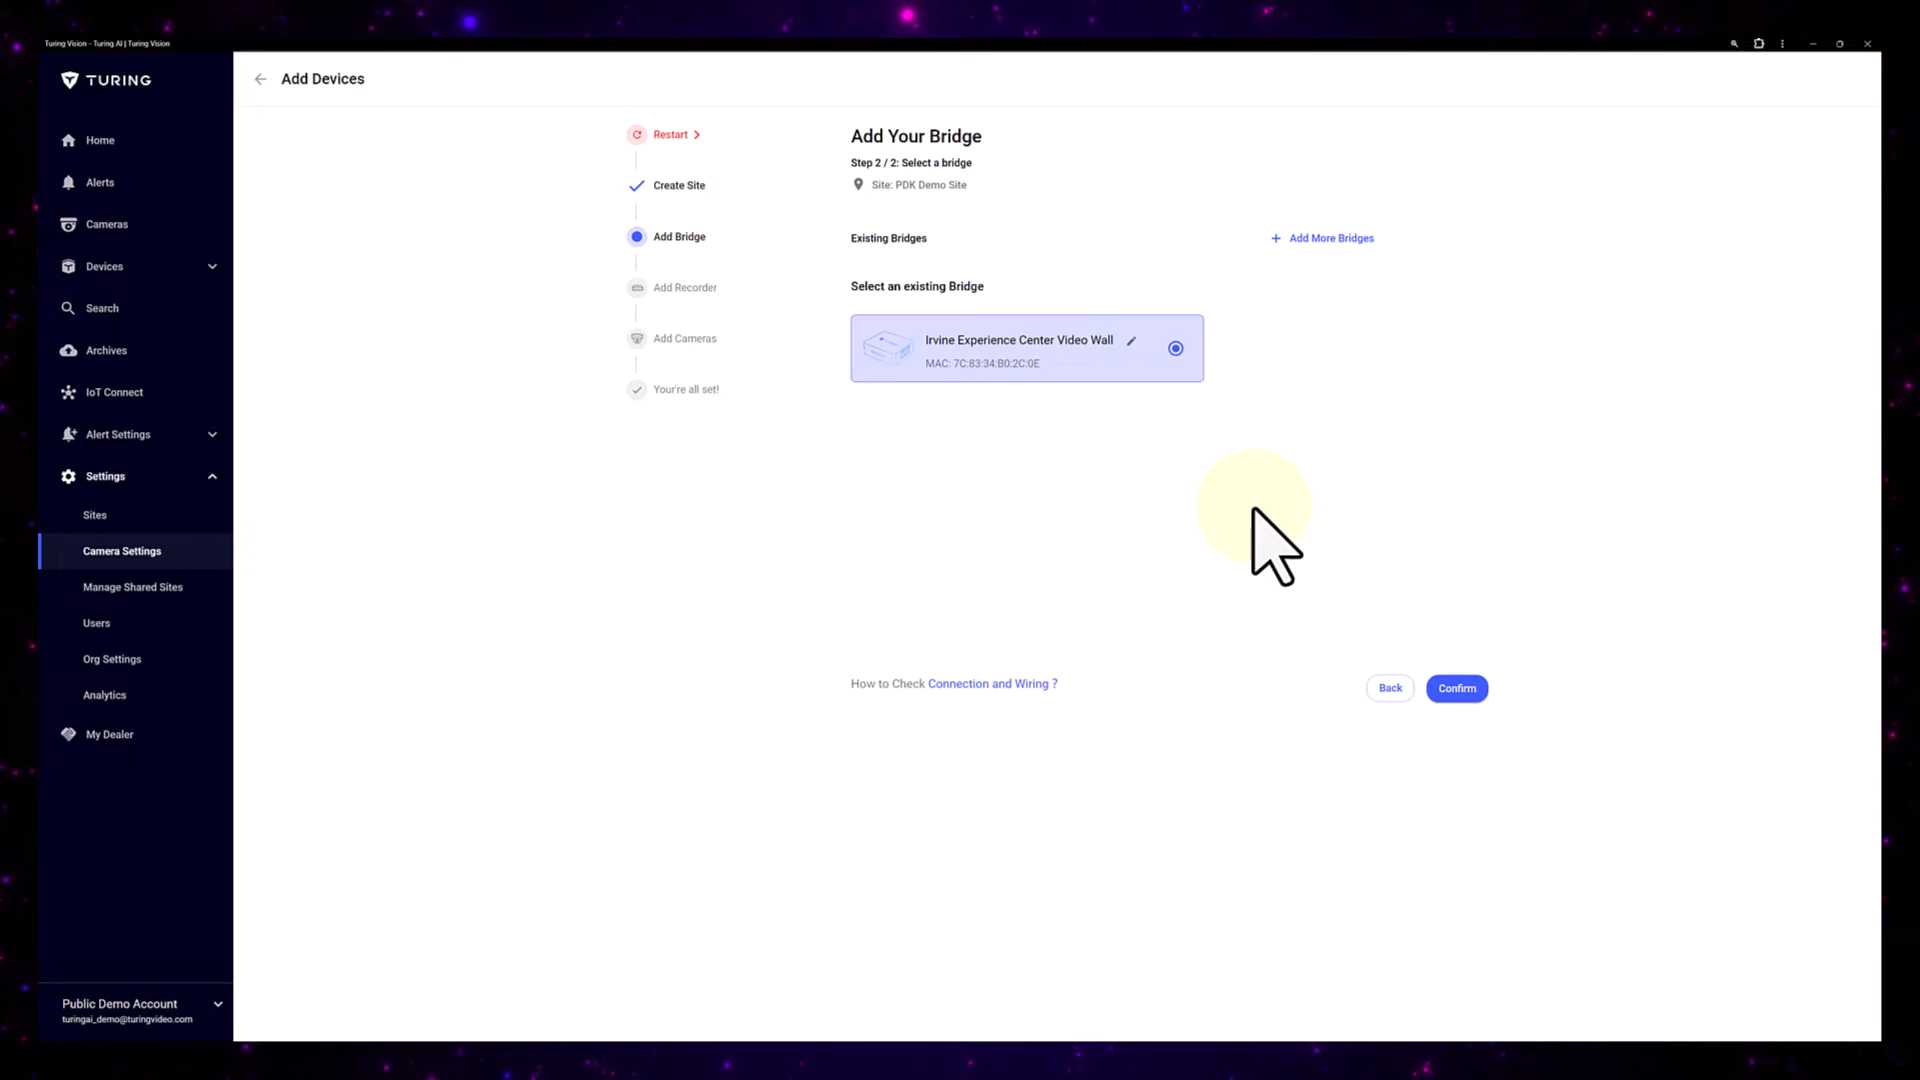 Turing Vision - Turing AI | Turing Vision
TURING
Add Devices
Home
Alerts
Cameras
Devices
Search
Archives
IoT Connect
Alert Settings
Settings
Sites
Camera Settings
Manage Shared Sites
Users
Org Settings
Analytics
My Dealer
Public Demo Account
turingai_demo@turingvideo.com
Restart
Create Site
Add Bridge
Add Recorder
Add Cameras
Your're all set!
Add Your Bridge
Step 2 / 2: Select a bridge
Site: PDK Demo Site
Existing Bridges
+ Add More Bridges
Select an existing Bridge
Irvine Experience Center Video Wall
MAC: 7C:83:34:B0:2C:0E
How to Check Connection and Wiring ?
Back
Confirm